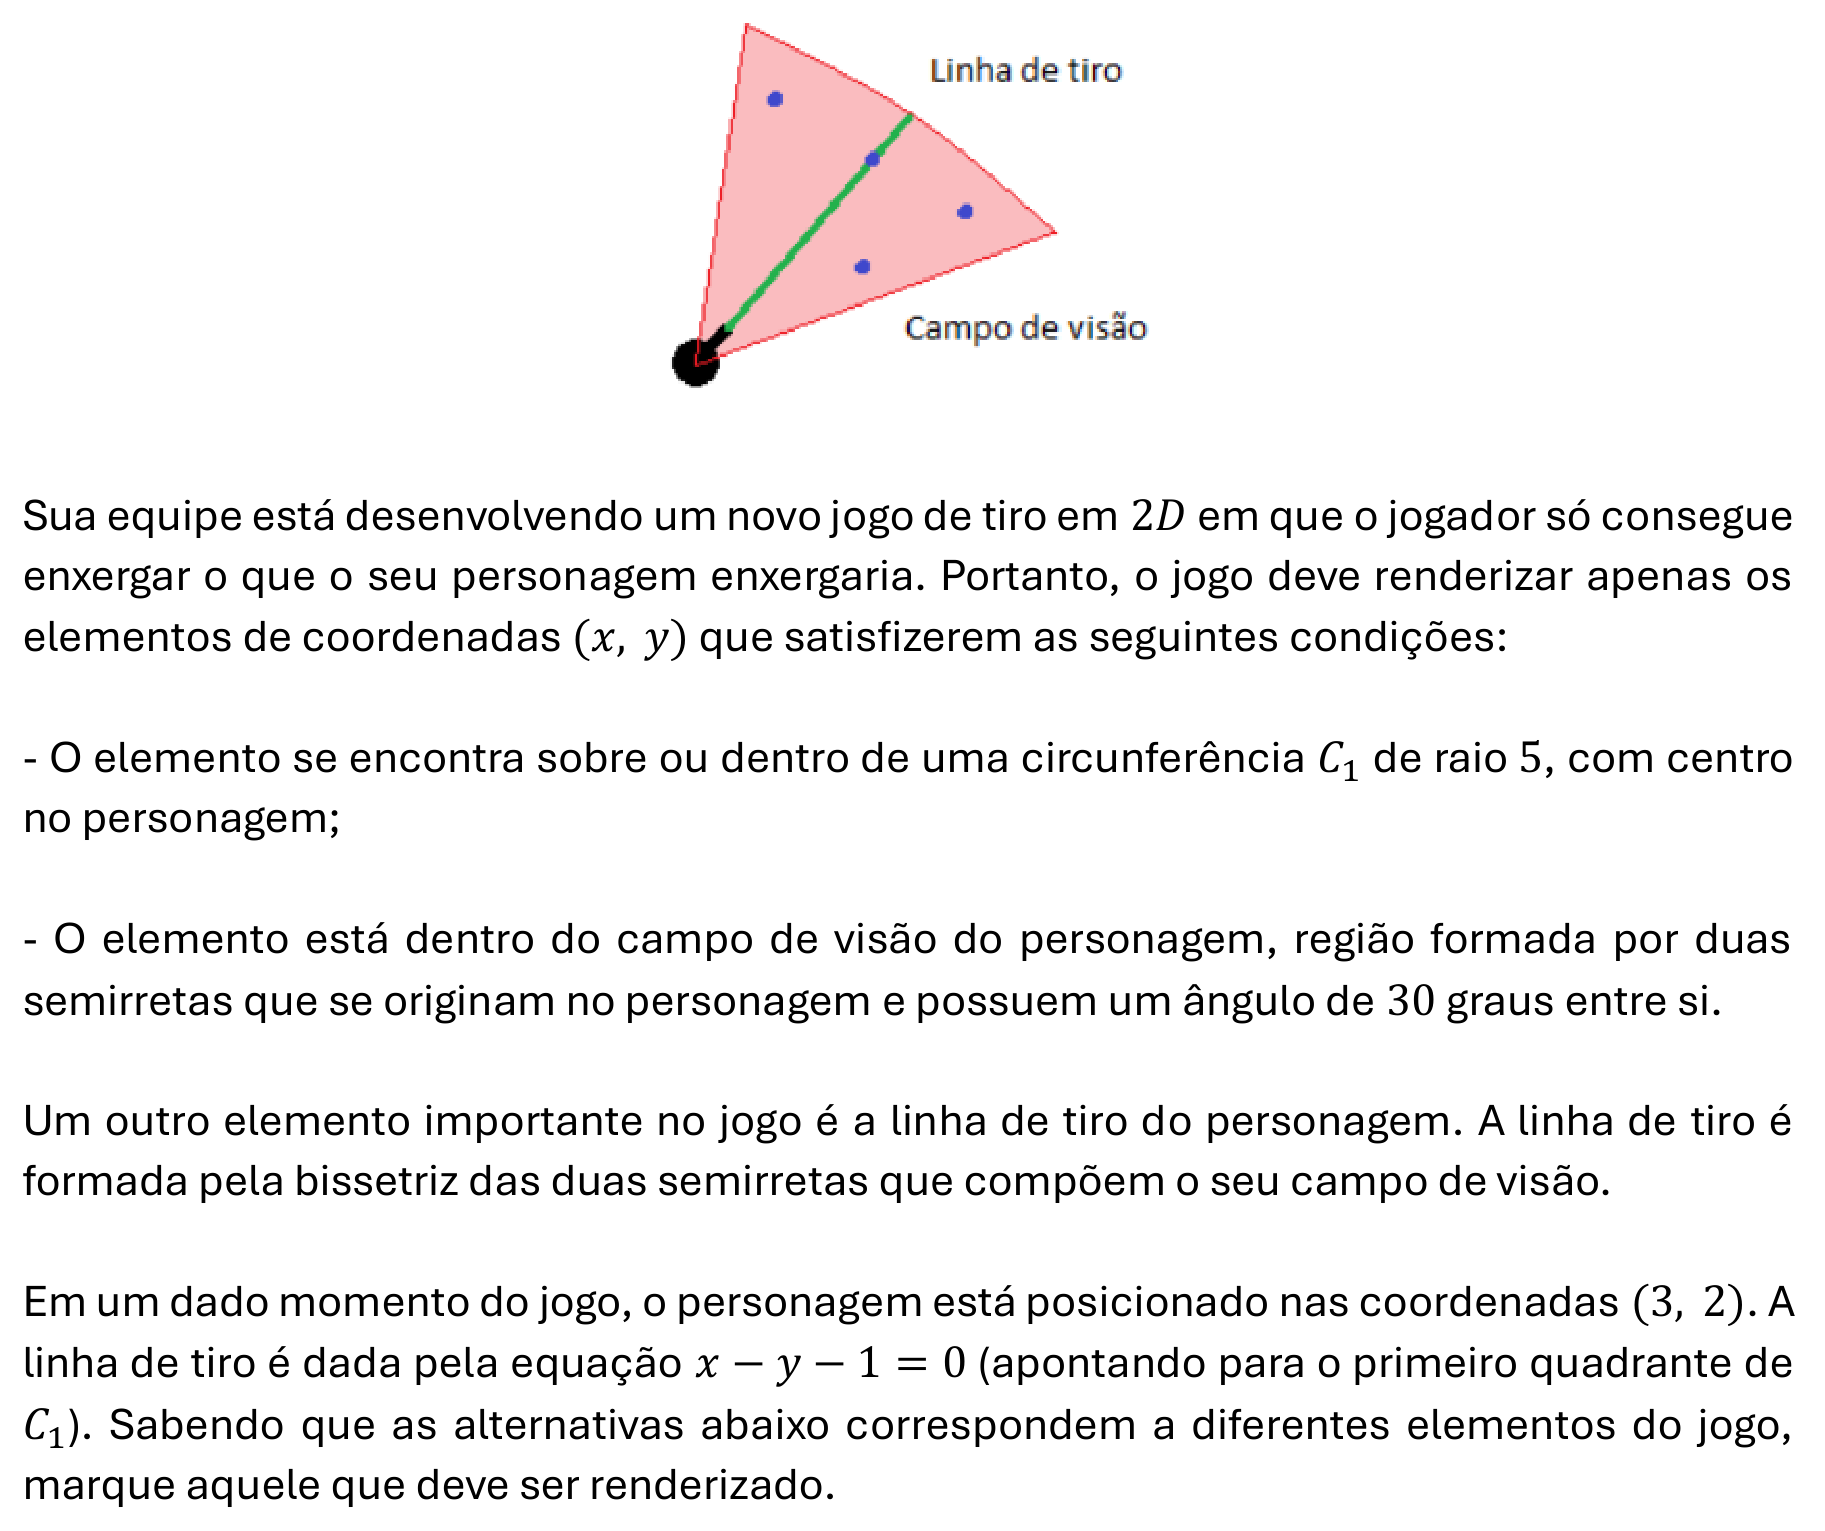 Linha de tiro
Campo de visão
Sua equipe está desenvolvendo um novo jogo de tiro em 2D em que o jogador só consegue
enxergar o que o seu personagem enxergaria. Portanto, o jogo deve renderizar apenas os
elementos de coordenadas (x, y) que satisfizerem as seguintes condições:
- O elemento se encontra sobre ou dentro de uma circunferência C₁ de raio 5, com centro
no personagem;
- O elemento está dentro do campo de visão do personagem, região formada por duas
semirretas que se originam no personagem e possuem um ângulo de 30 graus entre si.
Um outro elemento importante no jogo é a linha de tiro do personagem. A linha de tiro é
formada pela bissetriz das duas semirretas que compõem o seu campo de visão.
Em um dado momento do jogo, o personagem está posicionado nas coordenadas (3, 2). A
linha de tiro é dada pela equação x − y − 1 = 0 (apontando para o primeiro quadrante de
C₁). Sabendo que as alternativas abaixo correspondem a diferentes elementos do jogo,
marque aquele que deve ser renderizado.